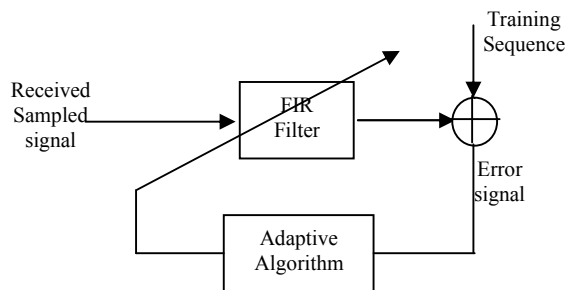 Training
Sequence
Received
Sampled
signal
FIR
Filter
Error
signal
Adaptive
Algorithm